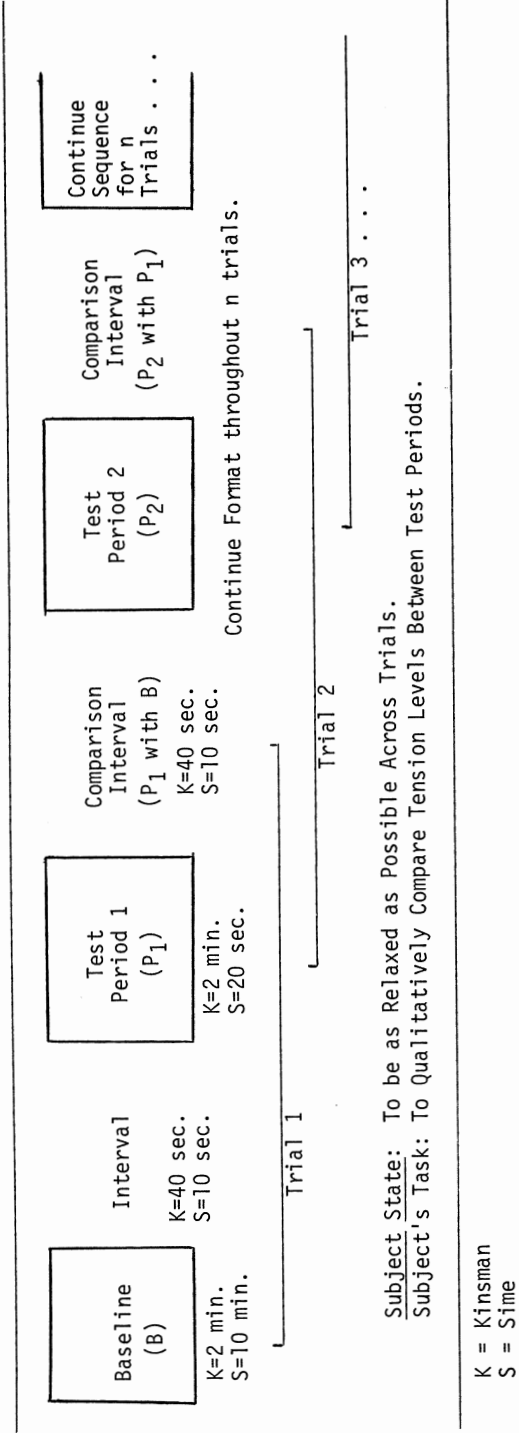 Baseline
(B)
K=2 min.
S=10 min.
Interval
K=40 sec.
S=10 sec.
Test
Period 1
(P1)
K=2 min.
S=20 sec.
Comparison
Interval
(P1 with B)
K=40 sec.
S=10 sec.
Test
Period 2
(P2)
Comparison
Interval
(P2 with P1)
Continue
Sequence
for n
Trials . . .
Continue Format throughout n trials.
Trial 1
Trial 2
Trial 3 . . .
Subject State: To be as Relaxed as Possible Across Trials.
Subject's Task: To Qualitatively Compare Tension Levels Between Test Periods.
K = Kinsman
S = Sime